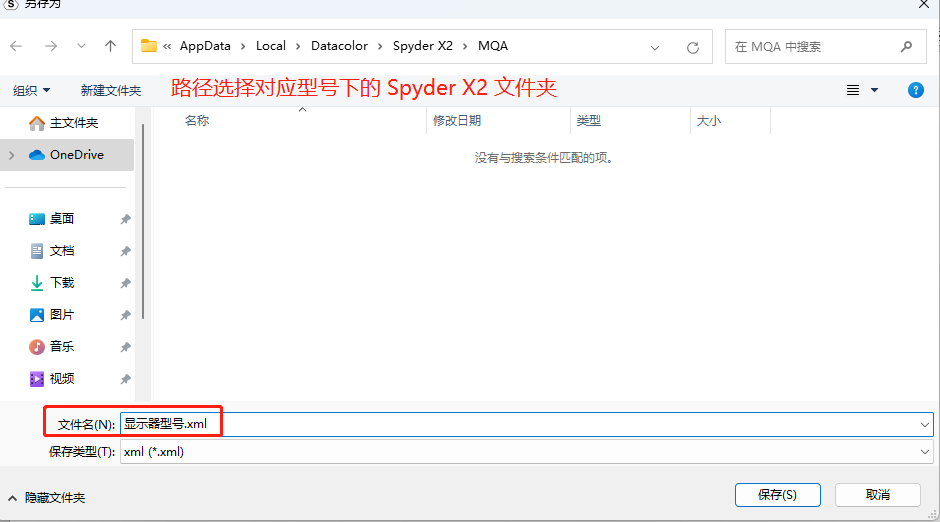 另存为
« AppData > Local > Datacolor > Spyder X2 > MQA
在 MQA 中搜索
组织
新建文件夹
路径选择对应型号下的 Spyder X2 文件夹
名称
修改日期
类型
大小
没有与搜索条件匹配的项。
主文件夹
OneDrive
桌面
文档
下载
图片
音乐
视频
文件名(N): 显示器型号.xml
保存类型(T): xml (*.xml)
隐藏文件夹
保存(S)
取消